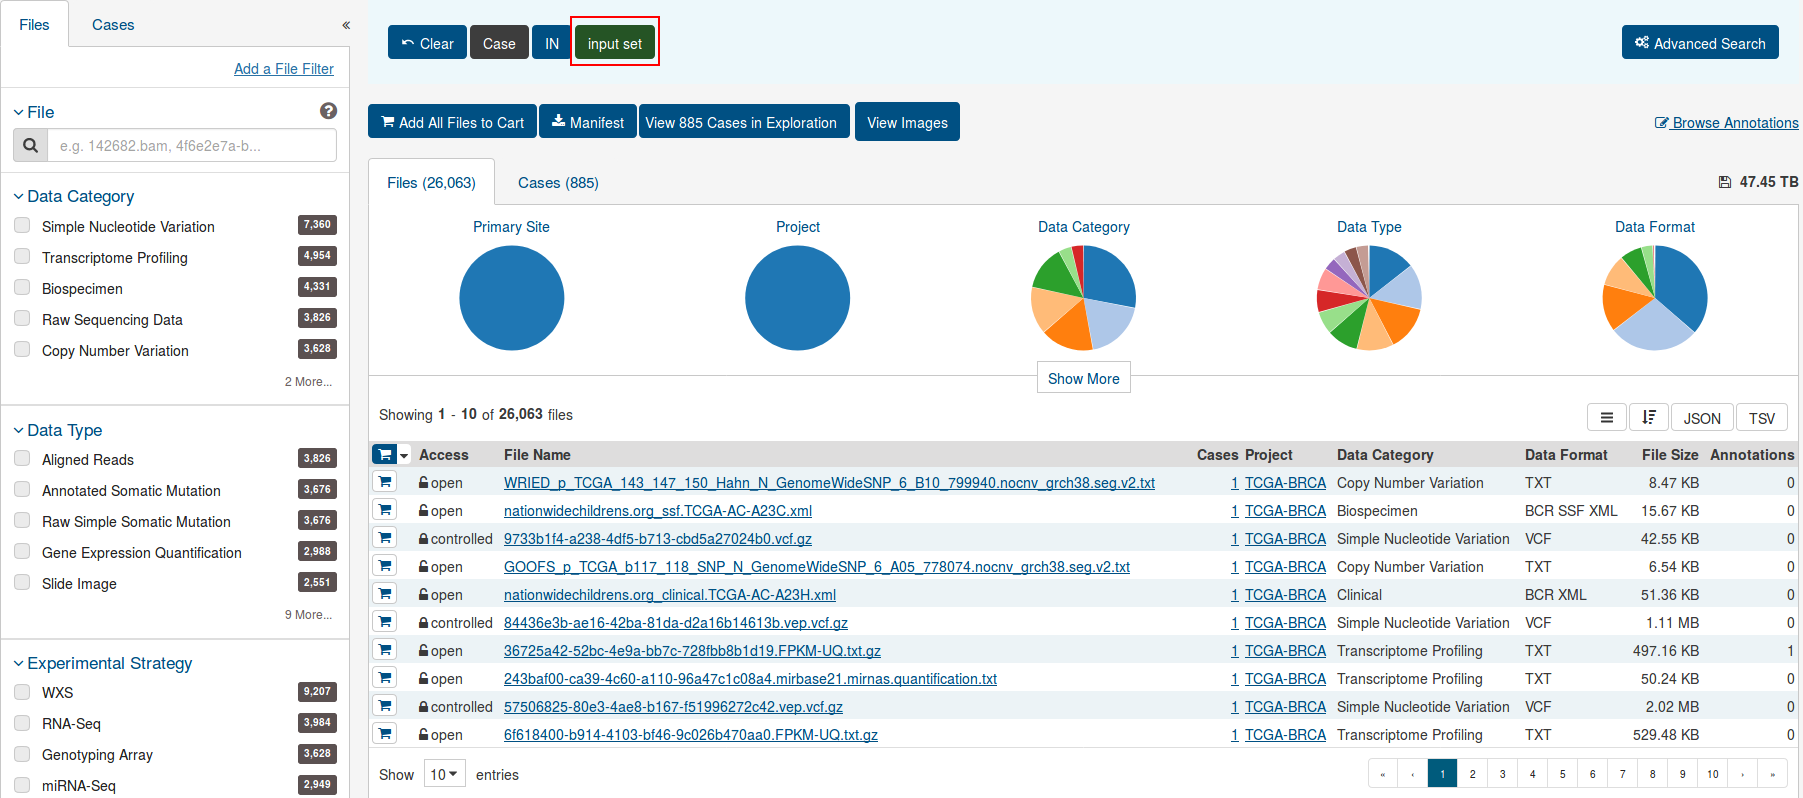 Files
Cases
«
Add a File Filter
File
e.g. 142682.bam, 4f6e2e7a-b...
Data Category
Simple Nucleotide Variation 7,360
Transcriptome Profiling 4,954
Biospecimen 4,331
Raw Sequencing Data 3,826
Copy Number Variation 3,628
2 More...
Data Type
Aligned Reads 3,826
Annotated Somatic Mutation 3,676
Raw Simple Somatic Mutation 3,676
Gene Expression Quantification 2,988
Slide Image 2,551
9 More...
Experimental Strategy
WXS 9,207
RNA-Seq 3,984
Genotyping Array 3,628
miRNA-Seq 2,949
Clear Case IN input set
Advanced Search
Add All Files to Cart Manifest View 885 Cases in Exploration View Images
Browse Annotations
Files (26,063) Cases (885)
47.45 TB
Primary Site Project Data Category Data Type Data Format
Show More
Showing 1 - 10 of 26,063 files
JSON TSV
Access File Name Cases Project Data Category Data Format File Size Annotations
open WRIED_p_TCGA_143_147_150_Hahn_N_GenomeWideSNP_6_B10_799940.nocnv_grch38.seg.v2.txt 1 TCGA-BRCA Copy Number Variation TXT 8.47 KB 0
open nationwidechildrens.org_ssf.TCGA-AC-A23C.xml 1 TCGA-BRCA Biospecimen BCR SSF XML 15.67 KB 0
controlled 9733b1f4-a238-4df5-b713-cbd5a27024b0.vcf.gz 1 TCGA-BRCA Simple Nucleotide Variation VCF 42.55 KB 0
open GOOFS_p_TCGA_b117_118_SNP_N_GenomeWideSNP_6_A05_778074.nocnv_grch38.seg.v2.txt 1 TCGA-BRCA Copy Number Variation TXT 6.54 KB 0
open nationwidechildrens.org_clinical.TCGA-AC-A23H.xml 1 TCGA-BRCA Clinical BCR XML 51.36 KB 0
controlled 84436e3b-ae16-42ba-81da-d2a16b14613b.vep.vcf.gz 1 TCGA-BRCA Simple Nucleotide Variation VCF 1.11 MB 0
open 36725a42-52bc-4e9a-bb7c-728fbb8b1d19.FPKM-UQ.txt.gz 1 TCGA-BRCA Transcriptome Profiling TXT 497.16 KB 1
open 243baf00-ca39-4c60-a110-96a47c1c08a4.mirbase21.mirnas.quantification.txt 1 TCGA-BRCA Transcriptome Profiling TXT 50.24 KB 0
controlled 57506825-80e3-4ae8-b167-f51996272c42.vep.vcf.gz 1 TCGA-BRCA Simple Nucleotide Variation VCF 2.02 MB 0
open 6f618400-b914-4103-bf46-9c026b470aa0.FPKM-UQ.txt.gz 1 TCGA-BRCA Transcriptome Profiling TXT 529.48 KB 0
Show 10 entries
« ‹ 1 2 3 4 5 6 7 8 9 10 › »